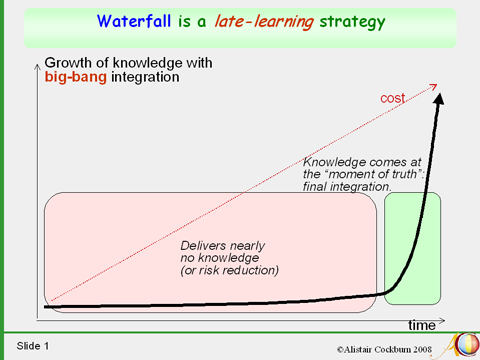 Waterfall is a late-learning strategy
Growth of knowledge with
big-bang integration
cost
Knowledge comes at
the “moment of truth”:
final integration.
Delivers nearly
no knowledge
(or risk reduction)
time
Slide 1
©Alistair Cockburn 2008